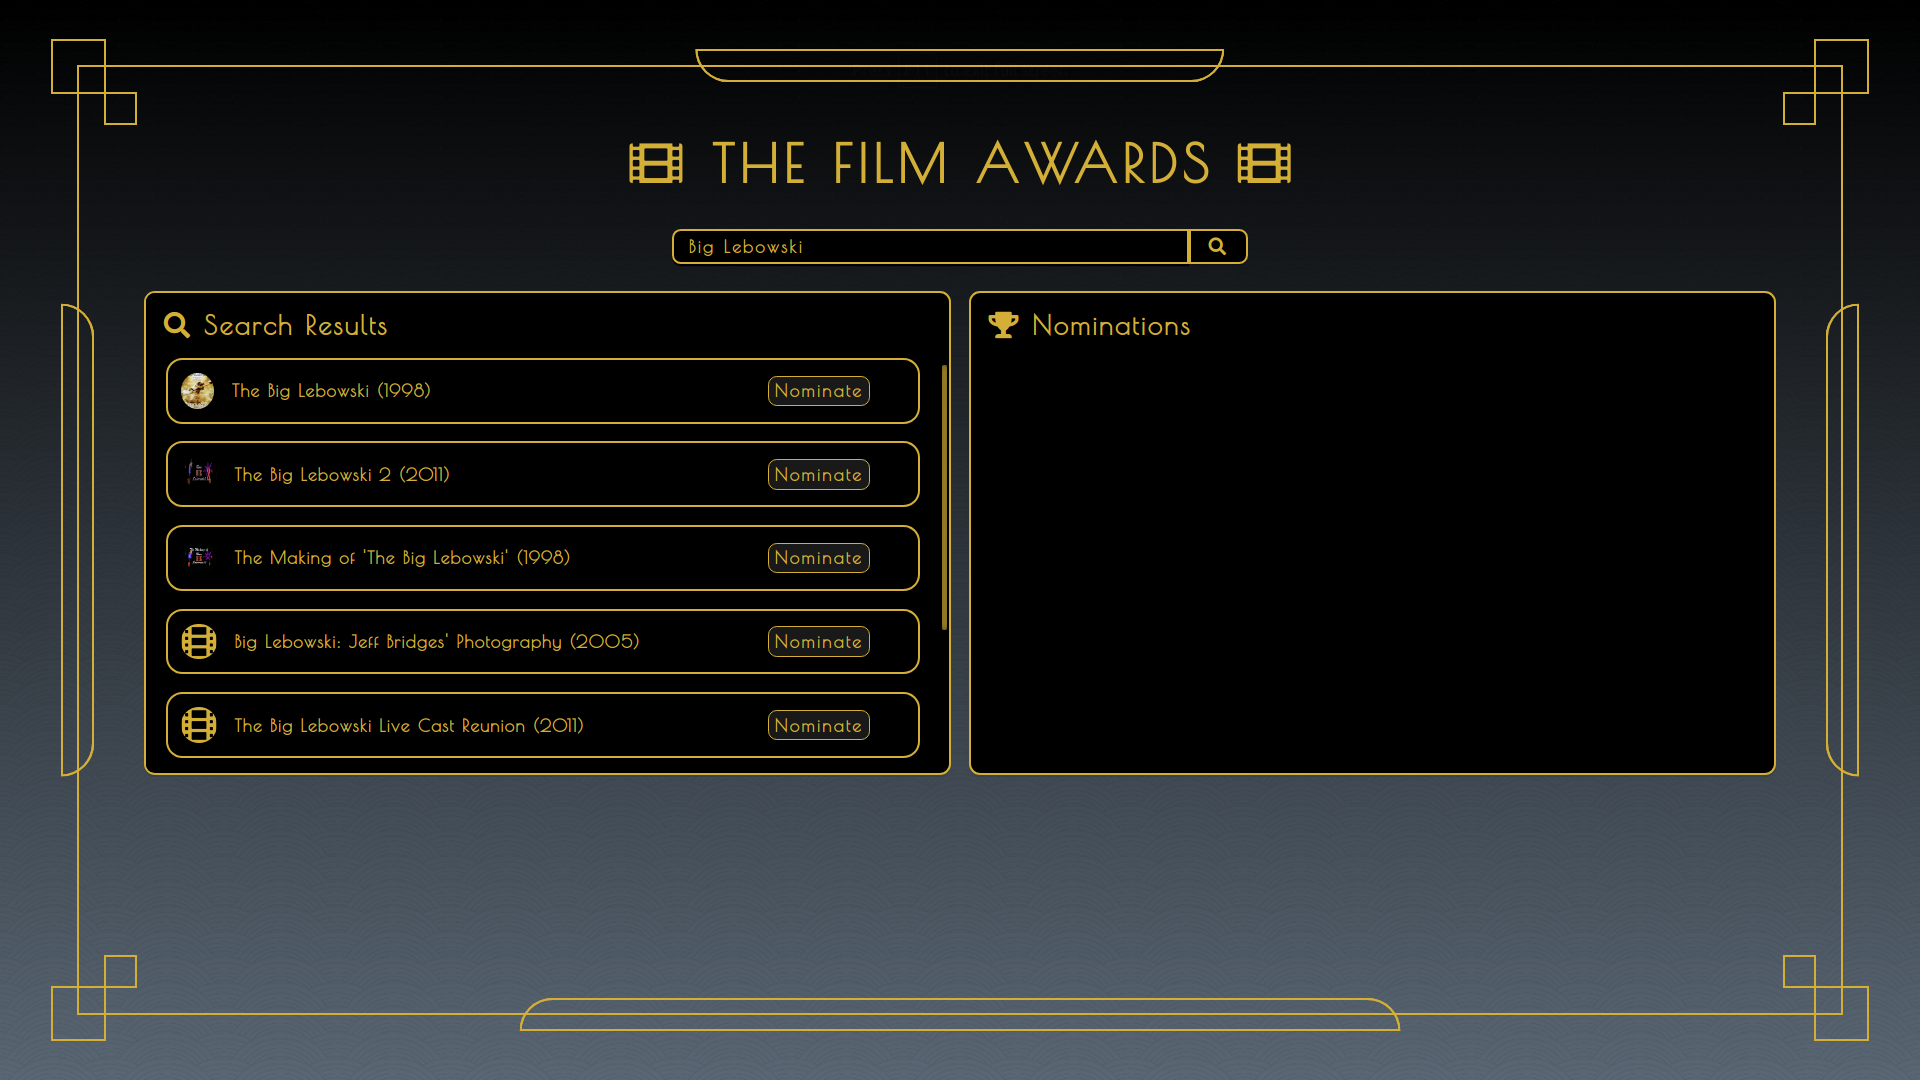 THE FILM AWARDS
Big Lebowski
Search Results
The Big Lebowski (1998)
Nominate
The Big Lebowski 2 (2011)
Nominate
The Making of 'The Big Lebowski' (1998)
Nominate
Big Lebowski: Jeff Bridges' Photography (2005)
Nominate
The Big Lebowski Live Cast Reunion (2011)
Nominate
Nominations